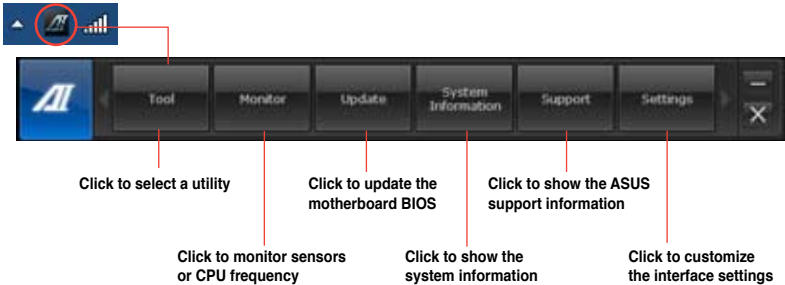 AI
Tool
Monitor
Update
System
Information
Support
Settings
Click to select a utility
Click to update the
motherboard BIOS
Click to show the ASUS
support information
Click to monitor sensors
or CPU frequency
Click to show the
system information
Click to customize
the interface settings